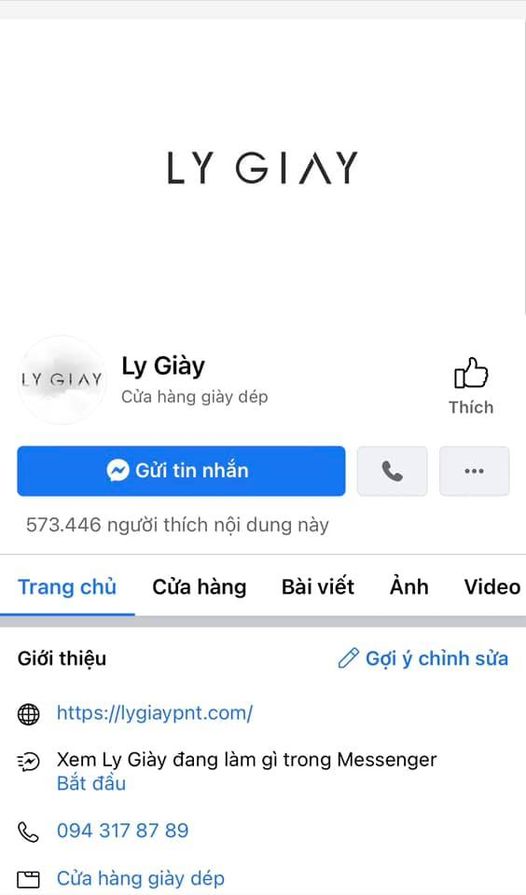 LY GIAY
LY GIAY
Ly Giày
Cửa hàng giày dép
Thích
Gửi tin nhắn
573.446 người thích nội dung này
Trang chủ Cửa hàng Bài viết Ảnh Video
Giới thiệu Gợi ý chỉnh sửa
https://lygiaypnt.com/
Xem Ly Giày đang làm gì trong Messenger
Bắt đầu
094 317 87 89
Cửa hàng giày dép